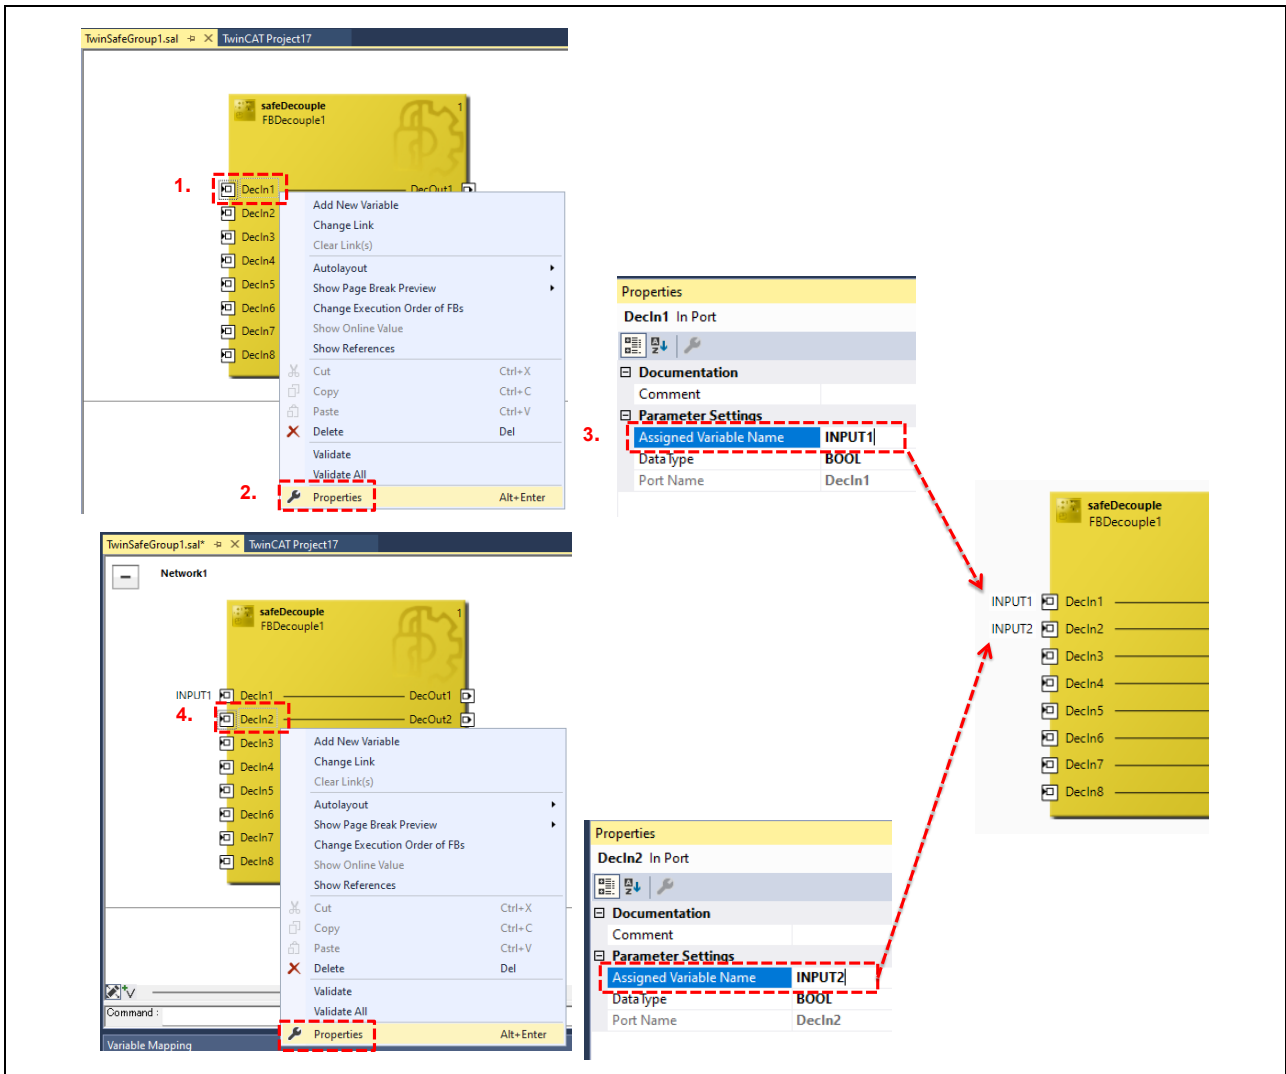 TwinSafeGroup1.sal TwinCAT Project17
safeDecouple 1
FBDecouple1
1.
DecIn1 DecOut1
DecIn2
DecIn3
DecIn4
DecIn5
DecIn6
DecIn7
DecIn8
Add New Variable
Change Link
Clear Link(s)
Autolayout
Show Page Break Preview
Change Execution Order of FBs
Show Online Value
Show References
Cut Ctrl+X
Copy Ctrl+C
Paste Ctrl+V
Delete Del
Validate
Validate All
2.
Properties Alt+Enter
Properties
DecIn1 In Port
Documentation
Comment
Parameter Settings
3.
Assigned Variable Name INPUT1
DataType BOOL
Port Name DecIn1
TwinSafeGroup1.sal* TwinCAT Project17
Network1
safeDecouple 1
FBDecouple1
INPUT1 DecIn1 DecOut1
4.
DecIn2 DecOut2
DecIn3
DecIn4
DecIn5
DecIn6
DecIn7
DecIn8
Add New Variable
Change Link
Clear Link(s)
Autolayout
Show Page Break Preview
Change Execution Order of FBs
Show Online Value
Show References
Cut Ctrl+X
Copy Ctrl+C
Paste Ctrl+V
Delete Del
Validate
Validate All
Properties Alt+Enter
Command :
Variable Mapping
Properties
DecIn2 In Port
Documentation
Comment
Parameter Settings
Assigned Variable Name INPUT2
DataType BOOL
Port Name DecIn2
safeDecouple
FBDecouple1
INPUT1 DecIn1
INPUT2 DecIn2
DecIn3
DecIn4
DecIn5
DecIn6
DecIn7
DecIn8